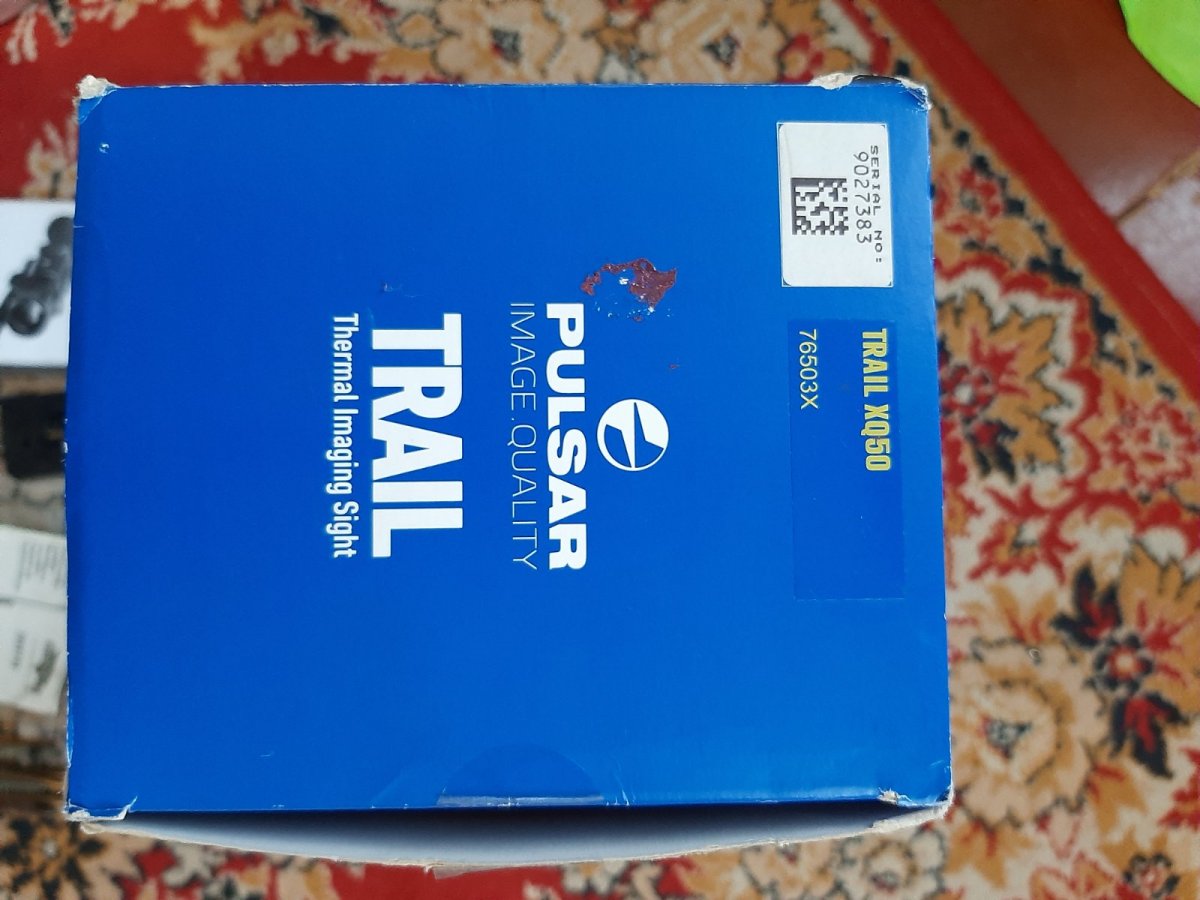 SERIAL NO:
9027383
TRAIL XQ50
76503X
PULSAR
IMAGE.QUALITY
TRAIL
Thermal Imaging Sight